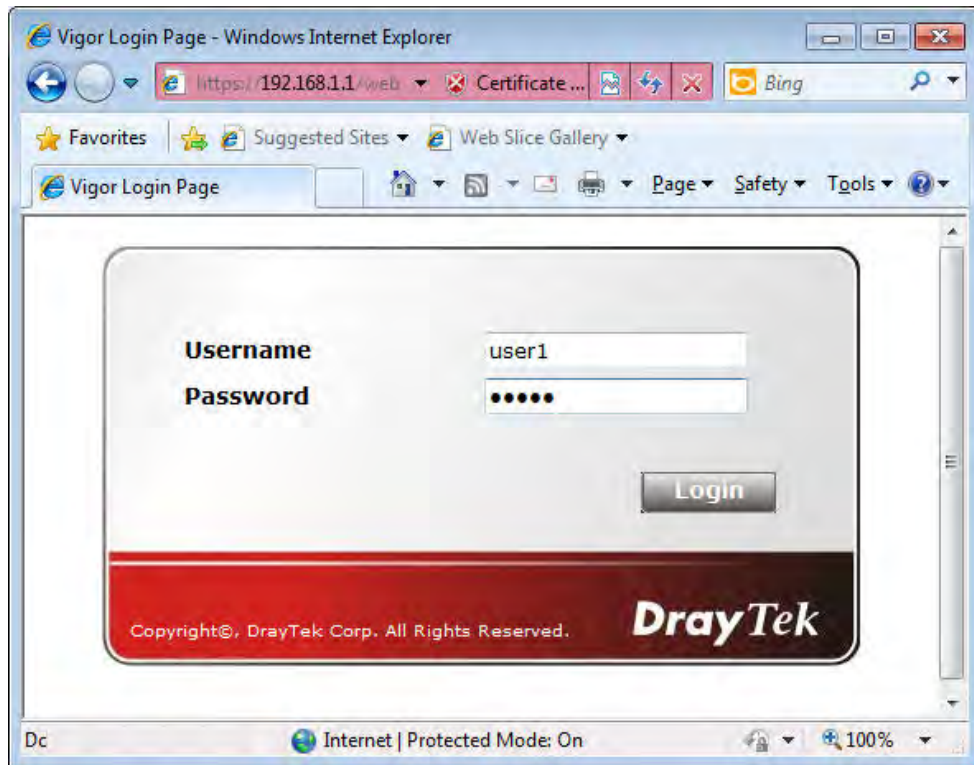 Vigor Login Page - Windows Internet Explorer
https://192.168.1.1/web Certificate ... Bing
Favorites Suggested Sites Web Slice Gallery
Vigor Login Page Page Safety Tools
Username user1
Password •••••
Login
Copyright©, DrayTek Corp. All Rights Reserved. DrayTek
Dc Internet | Protected Mode: On 100%